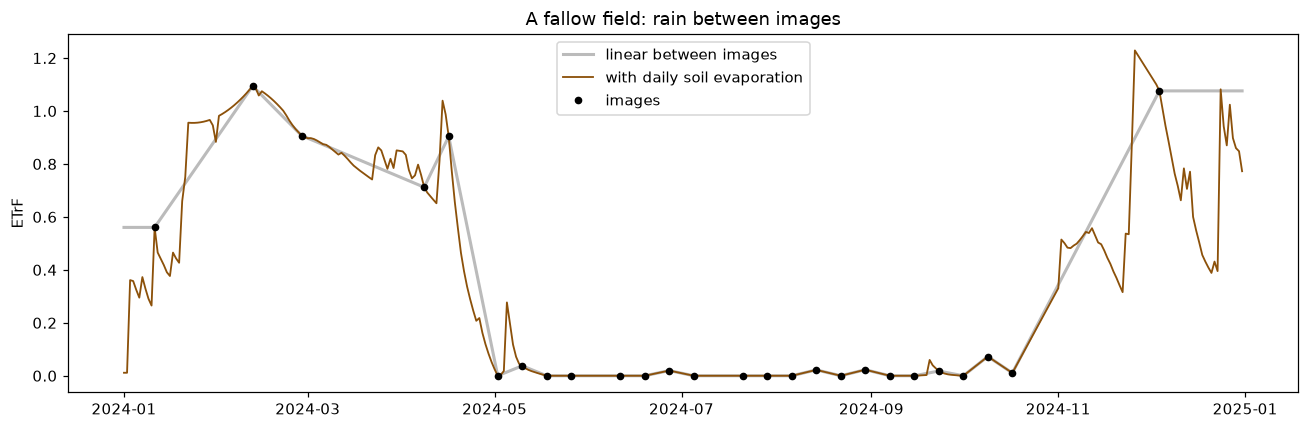 A fallow field: rain between images
linear between images
with daily soil evaporation
images
ETrF
1.2
1.0
0.8
0.6
0.4
0.2
0.0
2024-01
2024-03
2024-05
2024-07
2024-09
2024-11
2025-01